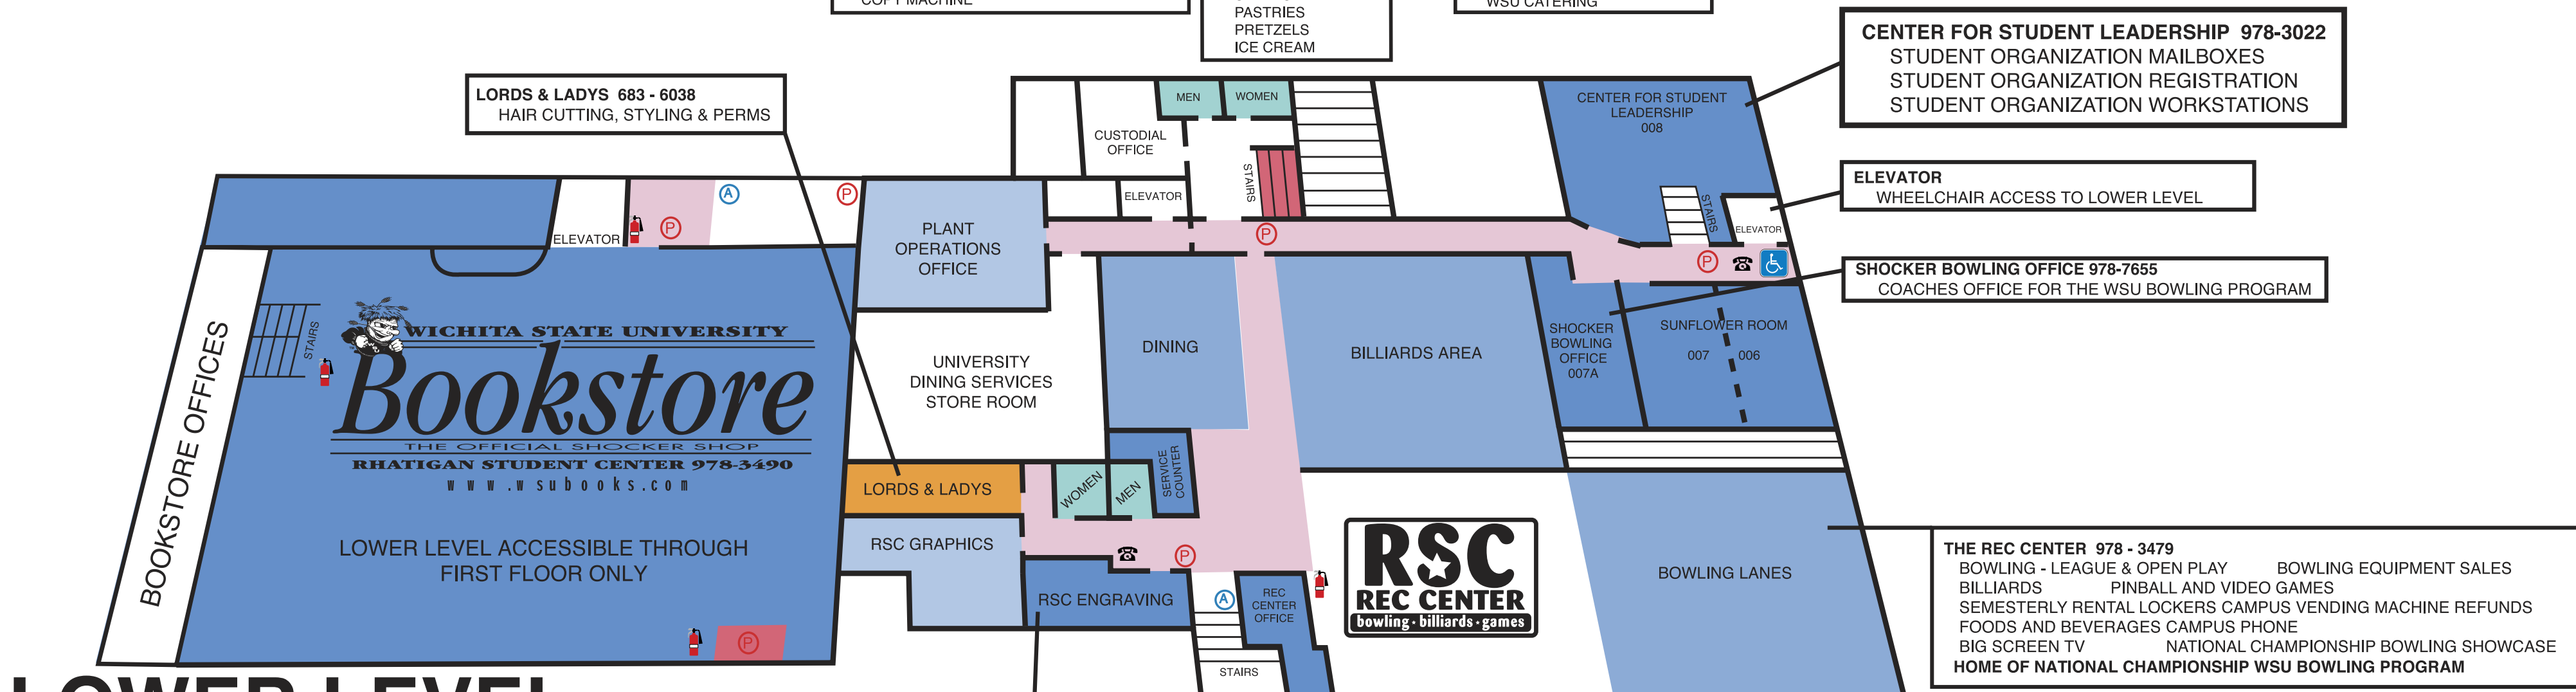 COPY MACHINE
PASTRIES
PRETZELS
ICE CREAM
WSU CATERING
CENTER FOR STUDENT LEADERSHIP 978-3022
STUDENT ORGANIZATION MAILBOXES
STUDENT ORGANIZATION REGISTRATION
STUDENT ORGANIZATION WORKSTATIONS
LORDS & LADYS 683 - 6038
HAIR CUTTING, STYLING & PERMS
MEN
WOMEN
CUSTODIAL
OFFICE
STAIRS
ELEVATOR
CENTER FOR STUDENT
LEADERSHIP
008
STAIRS
ELEVATOR
ELEVATOR
WHEELCHAIR ACCESS TO LOWER LEVEL
ELEVATOR
P
A
P
PLANT
OPERATIONS
OFFICE
P
P
SHOCKER BOWLING OFFICE 978-7655
COACHES OFFICE FOR THE WSU BOWLING PROGRAM
BOOKSTORE OFFICES
STAIRS
WICHITA STATE UNIVERSITY
Bookstore
THE OFFICIAL SHOCKER SHOP
RHATIGAN STUDENT CENTER 978-3490
www.wsubooks.com
LOWER LEVEL ACCESSIBLE THROUGH
FIRST FLOOR ONLY
P
UNIVERSITY
DINING SERVICES
STORE ROOM
DINING
BILLIARDS AREA
SHOCKER
BOWLING
OFFICE
007A
SUNFLOWER ROOM
007 006
LORDS & LADYS
WOMEN
MEN
SERVICE
COUNTER
RSC GRAPHICS
P
RSC ENGRAVING
A
REC
CENTER
OFFICE
STAIRS
RSC
REC CENTER
bowling · billiards · games
BOWLING LANES
THE REC CENTER 978 - 3479
BOWLING - LEAGUE & OPEN PLAY BOWLING EQUIPMENT SALES
BILLIARDS PINBALL AND VIDEO GAMES
SEMESTERLY RENTAL LOCKERS CAMPUS VENDING MACHINE REFUNDS
FOODS AND BEVERAGES CAMPUS PHONE
BIG SCREEN TV NATIONAL CHAMPIONSHIP BOWLING SHOWCASE
HOME OF NATIONAL CHAMPIONSHIP WSU BOWLING PROGRAM
LOWER LEVEL